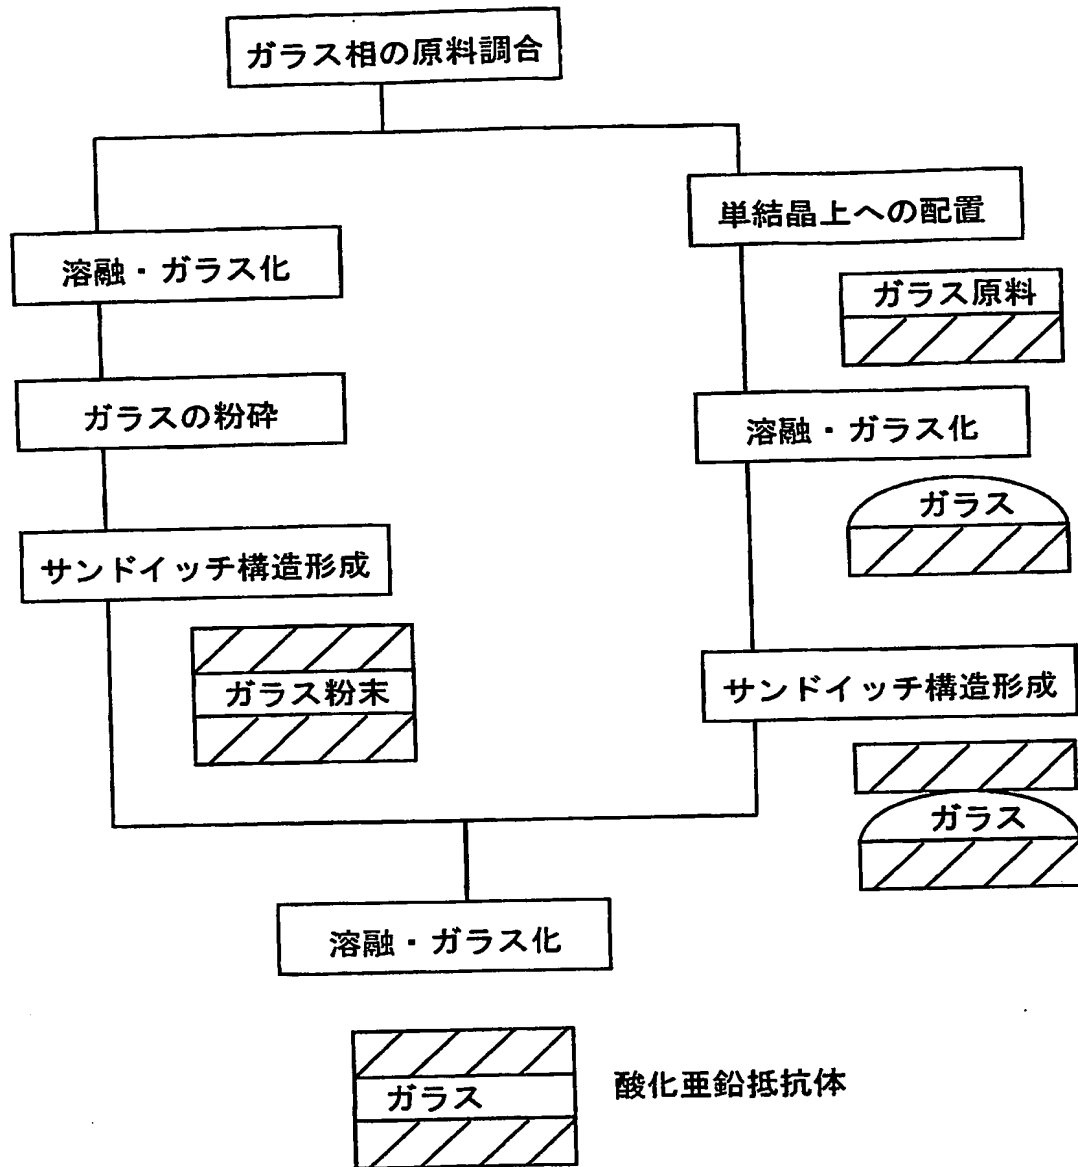 ガラス相の原料調合
単結晶上への配置
溶融・ガラス化
ガラス原料
ガラスの粉砕
溶融・ガラス化
ガラス
サンドイッチ構造形成
ガラス粉末
サンドイッチ構造形成
ガラス
溶融・ガラス化
ガラス
酸化亜鉛抵抗体